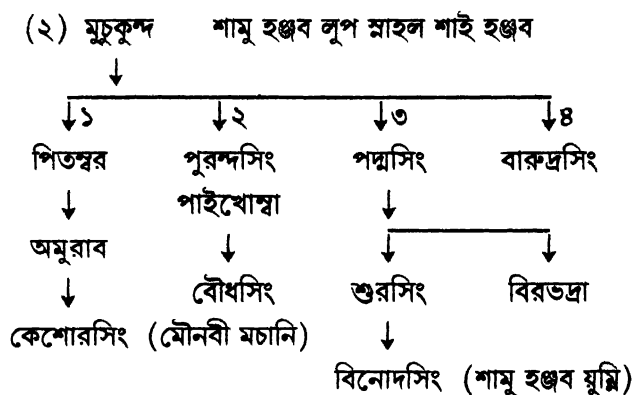 (২) মুচুকুন্দ শামু হঞ্জব লুপ স্নাহল শাই হঞ্জব
১ ২ ৩ ৪
পিতম্বর পুরন্দসিং পদ্মসিং বারুদ্রসিং
পাইখোম্বা
অমুরাব
বৌধসিং শুরসিং বিরভদ্রা
কেশোরসিং (মৌনবী মচানি)
বিনোদসিং (শামু হঞ্জব য়ুম্নি)